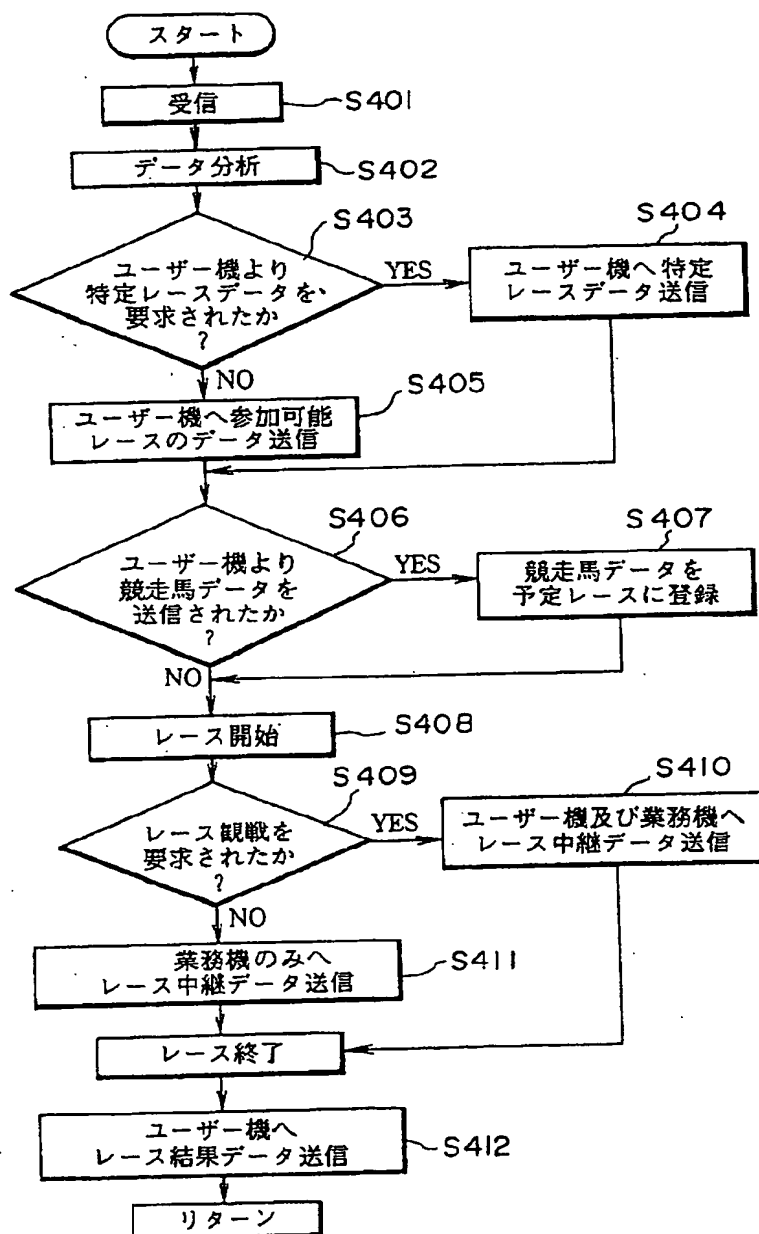 スタート
受信
S401
データ分析
S402
S403
ユーザー機より
特定レースデータを、
要求されたか
?
YES
S404
ユーザー機へ特定
レースデータ送信
NO
S405
ユーザー機へ参加可能
レースのデータ送信
S406
ユーザー機より
競走馬データを
送信されたか
?
YES
S407
競走馬データを
予定レースに登録
NO
レース開始
S408
S409
レース観戦を
要求されたか
?
YES
S410
ユーザー機及び業務機へ
レース中継データ送信
NO
業務機のみへ
レース中継データ送信
S411
レース終了
ユーザー機へ
レース結果データ送信
S412
リターン